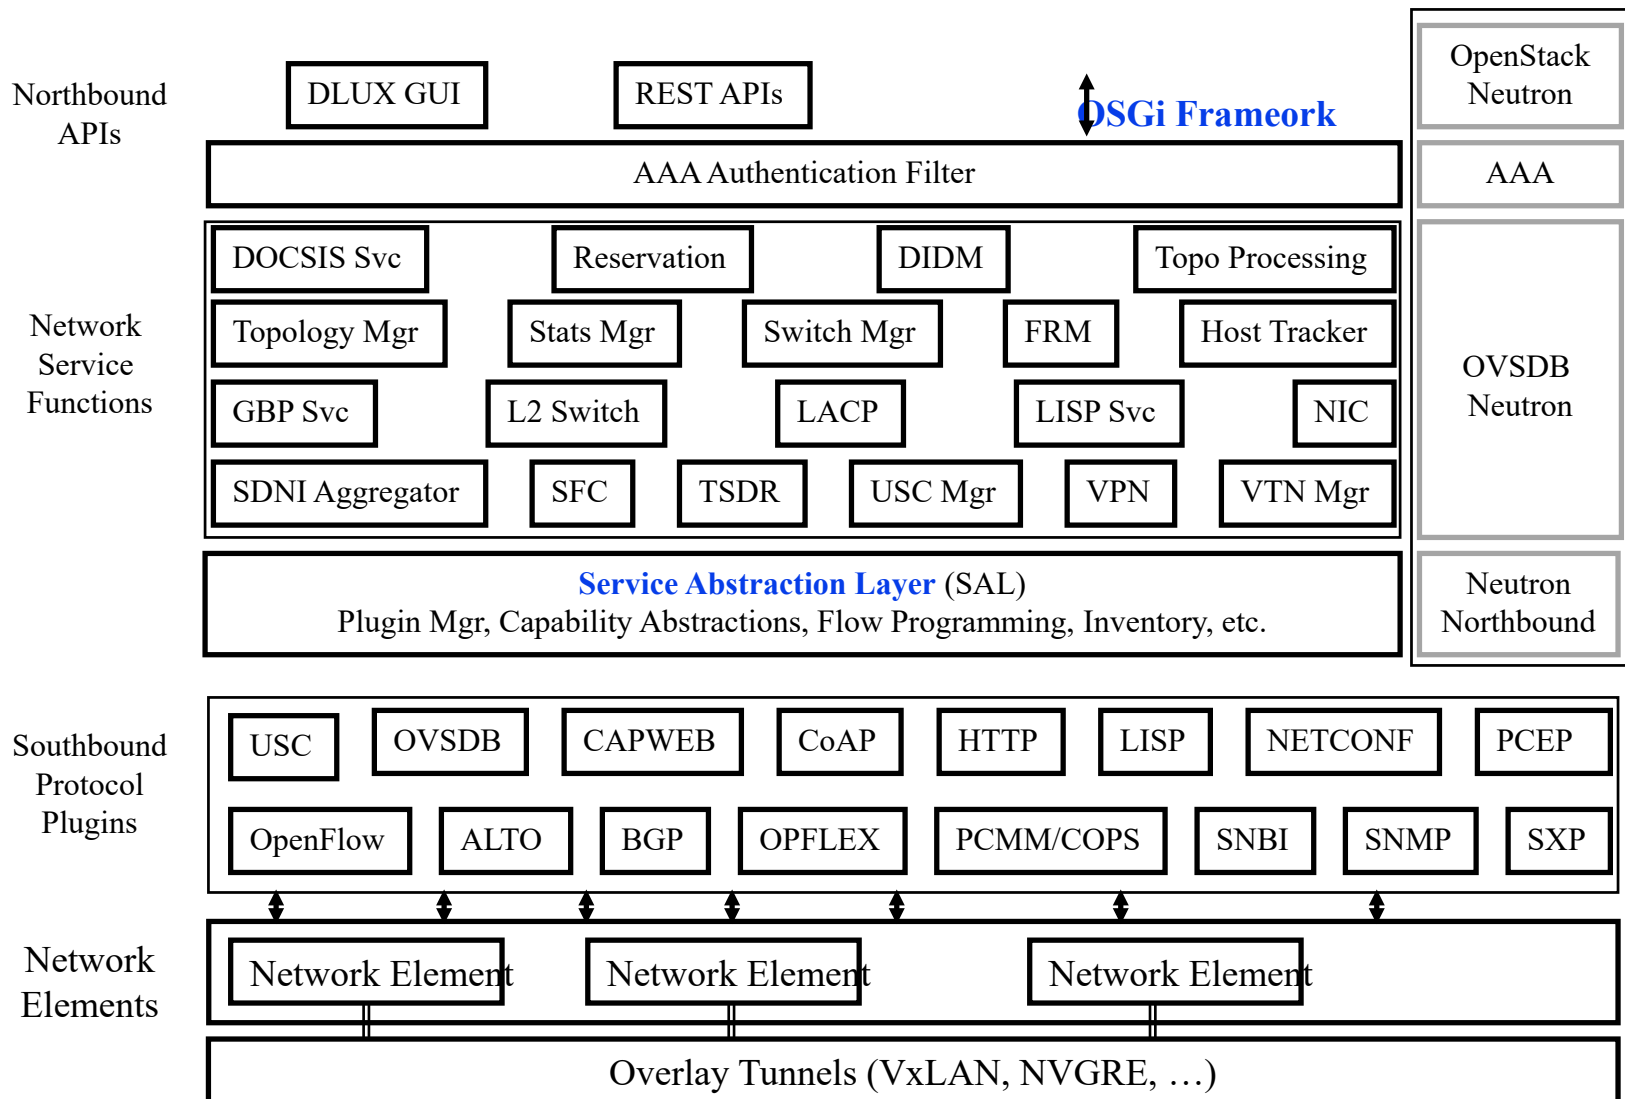 OpenStack
Neutron
Northbound
APIs
DLUX GUI
REST APIs
OSGi Frameork
AAA Authentication Filter
AAA
DOCSIS Svc
Reservation
DIDM
Topo Processing
Network
Service
Functions
Topology Mgr
Stats Mgr
Switch Mgr
FRM
Host Tracker
GBP Svc
L2 Switch
LACP
LISP Svc
NIC
OVSDB
Neutron
SDNI Aggregator
SFC
TSDR
USC Mgr
VPN
VTN Mgr
Service Abstraction Layer (SAL)
Plugin Mgr, Capability Abstractions, Flow Programming, Inventory, etc.
Neutron
Northbound
Southbound
Protocol
Plugins
USC
OVSDB
CAPWEB
CoAP
HTTP
LISP
NETCONF
PCEP
OpenFlow
ALTO
BGP
OPFLEX
PCMM/COPS
SNBI
SNMP
SXP
Network
Elements
Network Element
Network Element
Network Element
Overlay Tunnels (VxLAN, NVGRE, …)